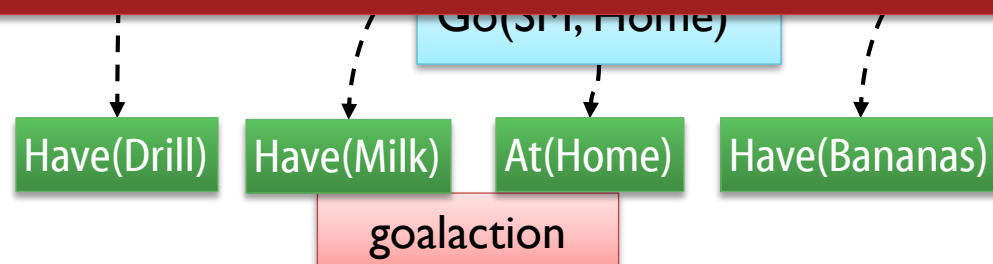 Go(SM, Home)
Have(Drill) Have(Milk) At(Home) Have(Bananas)
goalaction